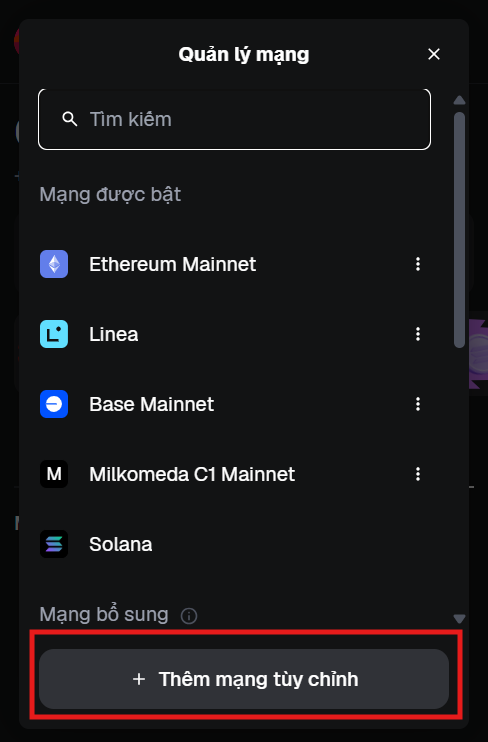 Quản lý mạng
Tìm kiếm
Mạng được bật
Ethereum Mainnet
Linea
Base Mainnet
M Milkomeda C1 Mainnet
Solana
Mạng bổ sung
+ Thêm mạng tùy chỉnh